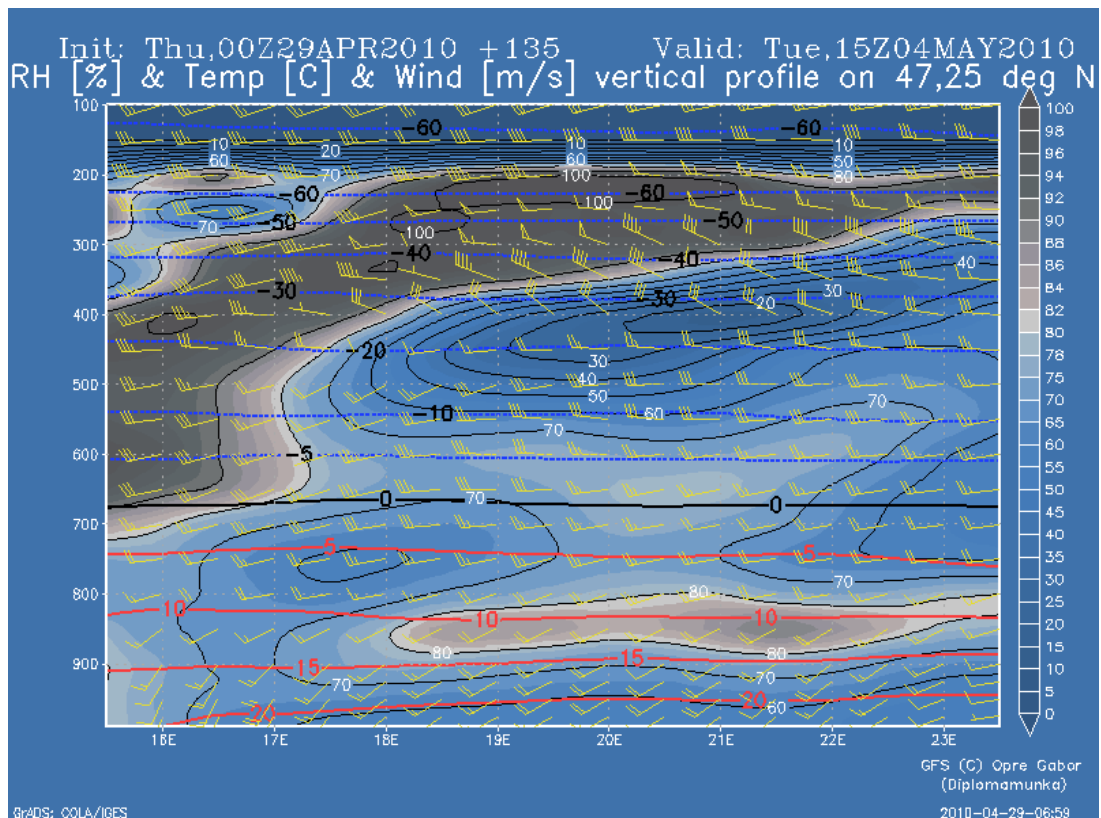 Init: Thu,00Z29APR2010 +135 Valid: Tue,15Z04MAY2010
RH [%] & Temp [C] & Wind [m/s] vertical profile on 47,25 deg N
100
200
300
400
500
600
700
800
900
16E 17E 18E 19E 20E 21E 22E 23E
-60 -60
10 20 60 70 10 60 100 10 50 80
-60 -60
-50 70 100 -50
100 -40 -40 40
-30 -30 20 30
-20 30 40 50
-10 60 70 70
-5
0 70 0
5 5 70
80
10 10 10
80 80
15 15 70
70
20 20 60
100
98
96
94
92
90
88
86
84
82
80
78
75
70
65
60
55
50
45
40
35
30
25
20
15
10
5
0
GFS (C) Opre Gabor
(Diplomamunka)
GrADS: COLA/IGES 2010-04-29-06:59